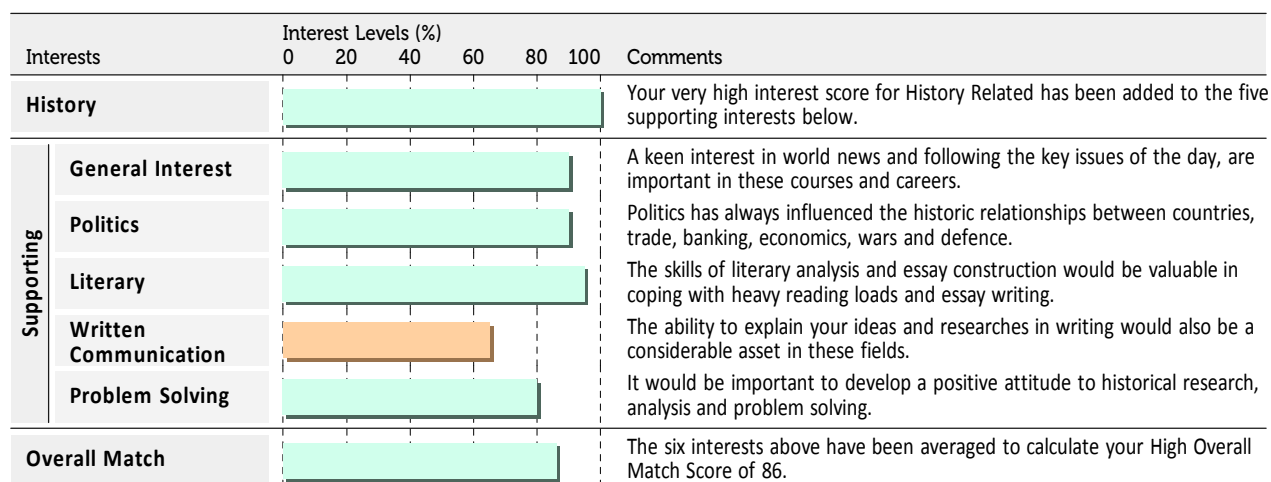 Interest Levels (%)
Interests 0 20 40 60 80 100 Comments
History
Your very high interest score for History Related has been added to the five
supporting interests below.
Supporting
General Interest
A keen interest in world news and following the key issues of the day, are
important in these courses and careers.
Politics
Politics has always influenced the historic relationships between countries,
trade, banking, economics, wars and defence.
Literary
The skills of literary analysis and essay construction would be valuable in
coping with heavy reading loads and essay writing.
Written
Communication
The ability to explain your ideas and researches in writing would also be a
considerable asset in these fields.
Problem Solving
It would be important to develop a positive attitude to historical research,
analysis and problem solving.
Overall Match
The six interests above have been averaged to calculate your High Overall
Match Score of 86.